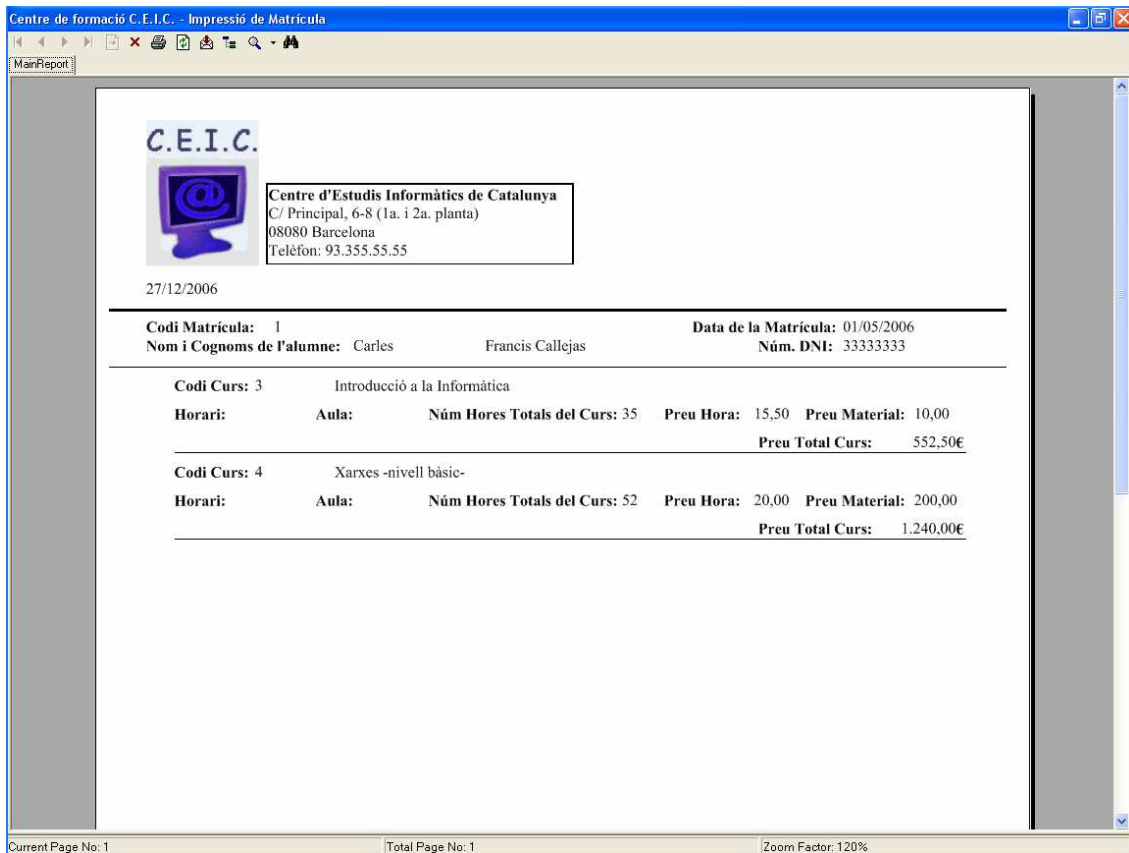 Centre de formació C.E.I.C. - Impressió de Matrícula
MainReport
C.E.I.C.
@
Centre d'Estudis Informàtics de Catalunya
C/ Principal, 6-8 (1a. i 2a. planta)
08080 Barcelona
Telèfon: 93.355.55.55
27/12/2006
Codi Matrícula: 1 Data de la Matrícula: 01/05/2006
Nom i Cognoms de l'alumne: Carles Francis Callejas Núm. DNI: 33333333
Codi Curs: 3 Introducció a la Informàtica
Horari: Aula: Núm Hores Totals del Curs: 35 Preu Hora: 15,50 Preu Material: 10,00
Preu Total Curs: 552,50€
Codi Curs: 4 Xarxes -nivell bàsic-
Horari: Aula: Núm Hores Totals del Curs: 52 Preu Hora: 20,00 Preu Material: 200,00
Preu Total Curs: 1.240,00€
Current Page No: 1 Total Page No: 1 Zoom Factor: 120%